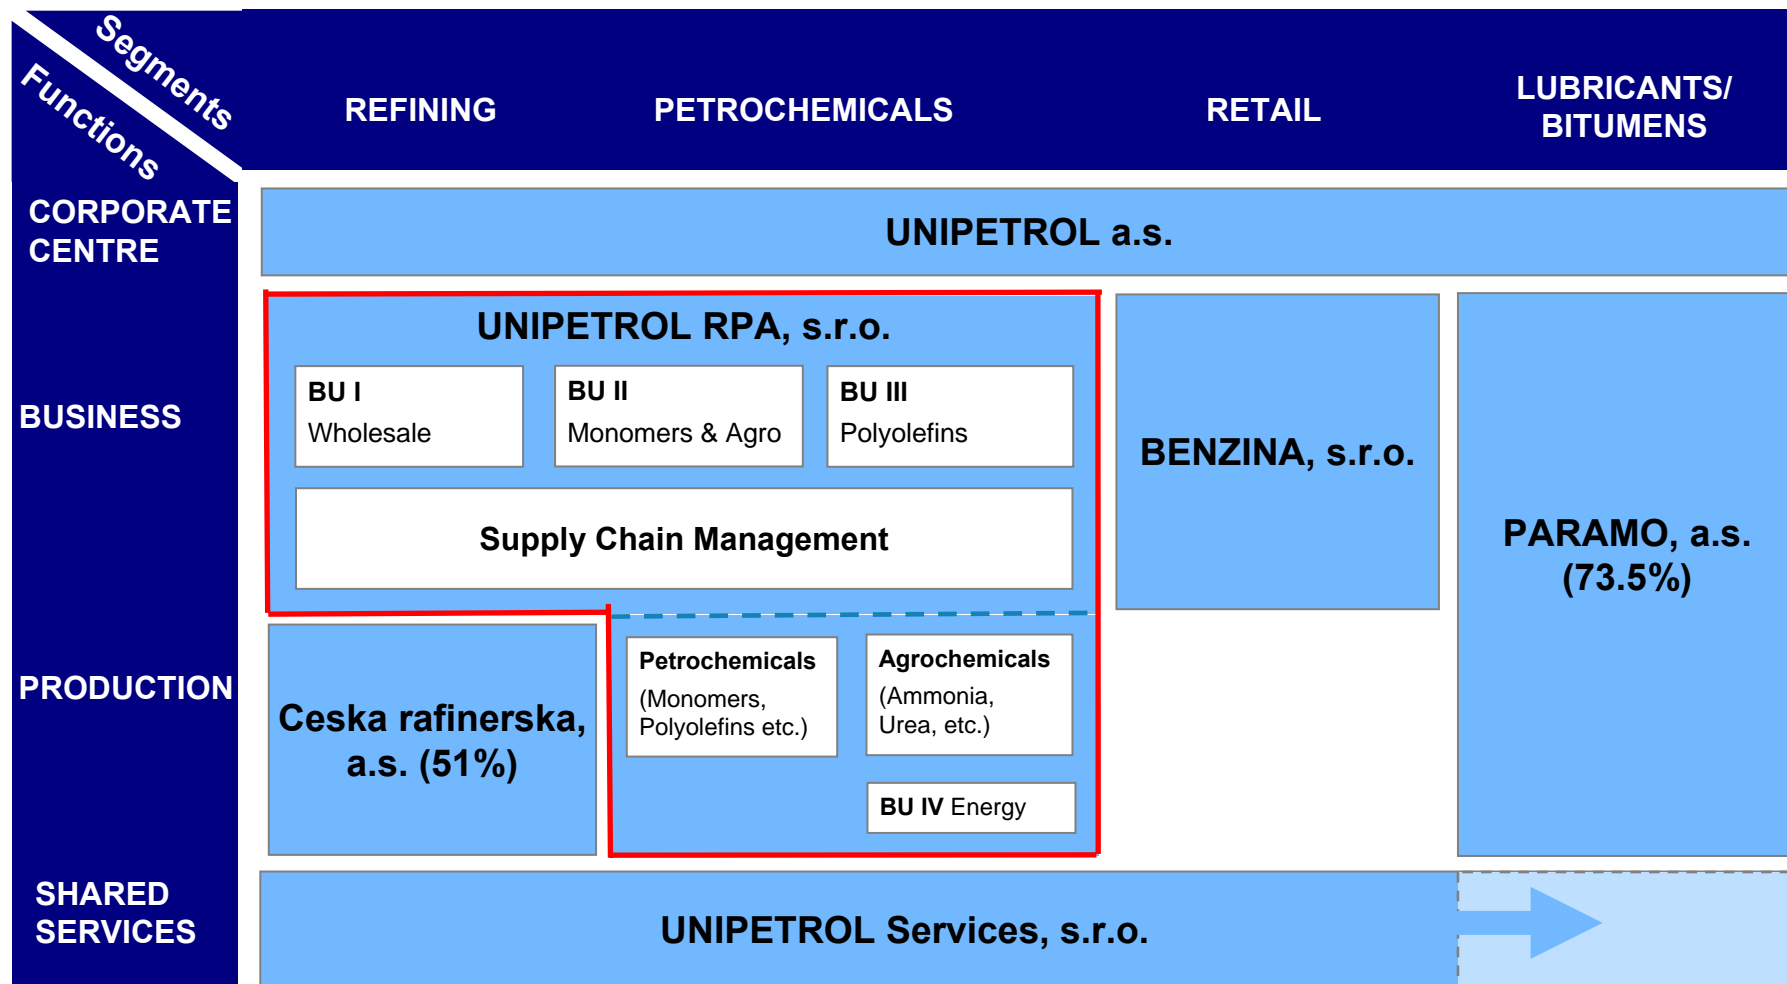 Segments
Functions
REFINING
PETROCHEMICALS
RETAIL
LUBRICANTS/
BITUMENS
CORPORATE
CENTRE
UNIPETROL a.s.
BUSINESS
UNIPETROL RPA, s.r.o.
BU I
Wholesale
BU II
Monomers & Agro
BU III
Polyolefins
Supply Chain Management
BENZINA, s.r.o.
PARAMO, a.s.
(73.5%)
PRODUCTION
Ceska rafinerska,
a.s. (51%)
Petrochemicals
(Monomers,
Polyolefins etc.)
Agrochemicals
(Ammonia,
Urea, etc.)
BU IV Energy
SHARED
SERVICES
UNIPETROL Services, s.r.o.